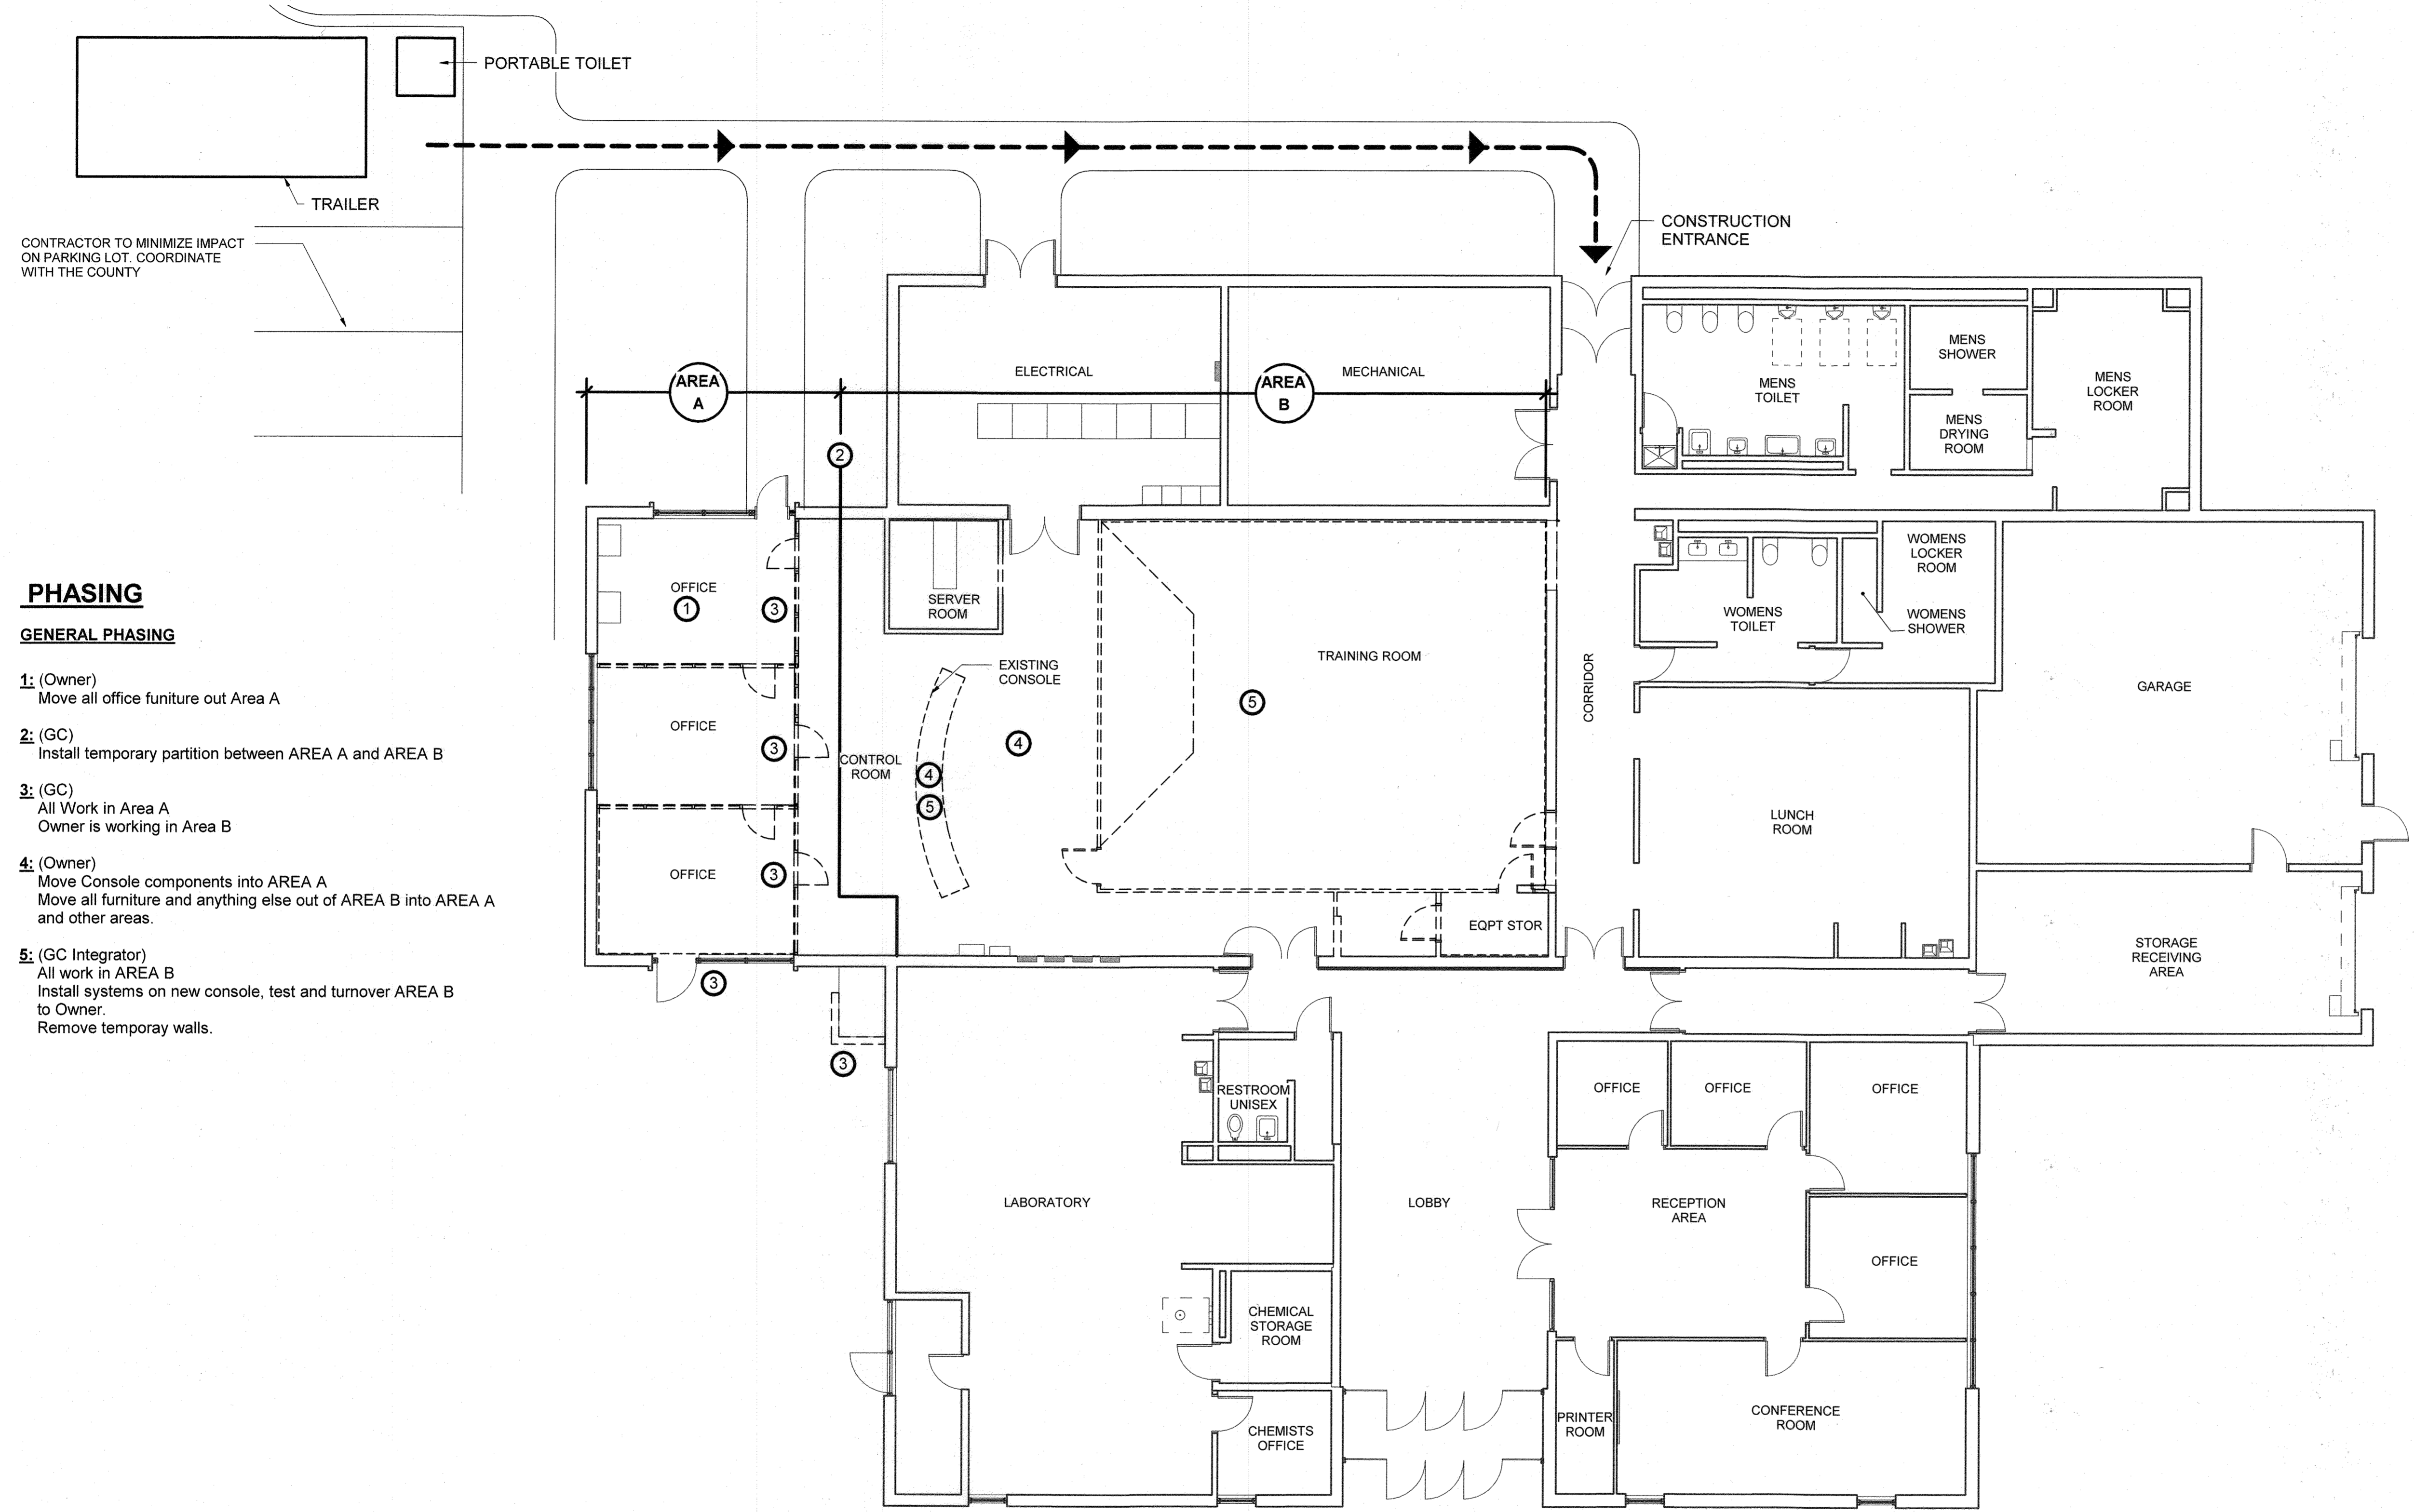 PORTABLE TOILET
TRAILER
CONTRACTOR TO MINIMIZE IMPACT
ON PARKING LOT. COORDINATE
WITH THE COUNTY
CONSTRUCTION
ENTRANCE
AREA
A
AREA
B
2
ELECTRICAL
MECHANICAL
MENS
TOILET
MENS
SHOWER
MENS
DRYING
ROOM
MENS
LOCKER
ROOM
PHASING
GENERAL PHASING
1: (Owner)
Move all office funiture out Area A
2: (GC)
Install temporary partition between AREA A and AREA B
3: (GC)
All Work in Area A
Owner is working in Area B
4: (Owner)
Move Console components into AREA A
Move all furniture and anything else out of AREA B into AREA A
and other areas.
5: (GC Integrator)
All work in AREA B
Install systems on new console, test and turnover AREA B
to Owner.
Remove temporay walls.
OFFICE
1
3
OFFICE
3
OFFICE
3
3
3
SERVER
ROOM
EXISTING
CONSOLE
CONTROL
ROOM
4
5
4
TRAINING ROOM
5
EQPT STOR
CORRIDOR
WOMENS
LOCKER
ROOM
WOMENS
TOILET
WOMENS
SHOWER
GARAGE
LUNCH
ROOM
STORAGE
RECEIVING
AREA
RESTROOM
UNISEX
OFFICE
OFFICE
OFFICE
LABORATORY
LOBBY
RECEPTION
AREA
OFFICE
CHEMICAL
STORAGE
ROOM
CHEMISTS
OFFICE
PRINTER
ROOM
CONFERENCE
ROOM